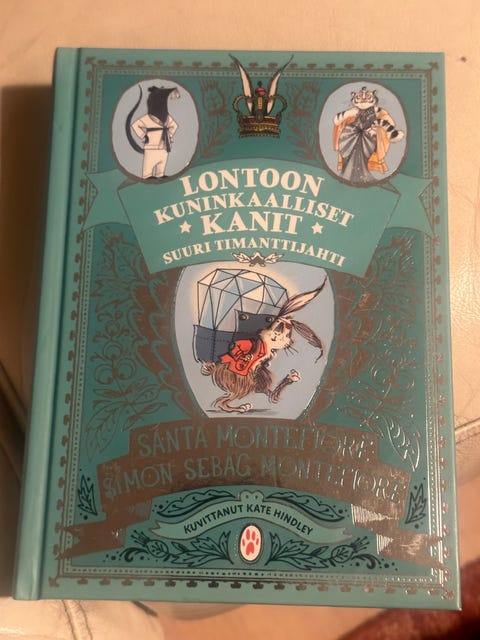 LONTOON
KUNINKAALLISET
KANIT
SUURI TIMANTTIJAHTI
SANTA MONTEFIORE
SIMON SEBAG MONTEFIORE
KUVITTANUT KATE HINDLEY